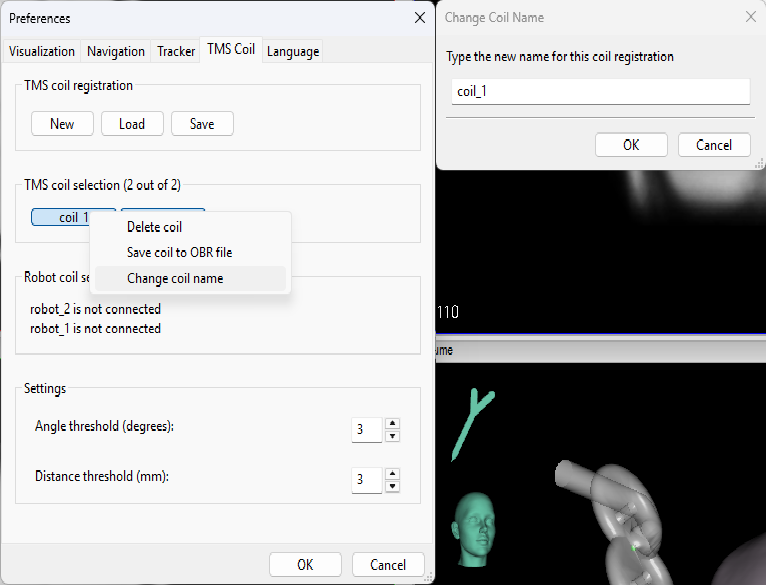 Preferences
Visualization Navigation Tracker TMS Coil Language
TMS coil registration
New Load Save
TMS coil selection (2 out of 2)
coil_1
Delete coil
Save coil to OBR file
Change coil name
Robot coil se
robot_2 is not connected
robot_1 is not connected
Settings
Angle threshold (degrees): 3
Distance threshold (mm): 3
OK Cancel
Change Coil Name
Type the new name for this coil registration
coil_1
OK Cancel
110
ume